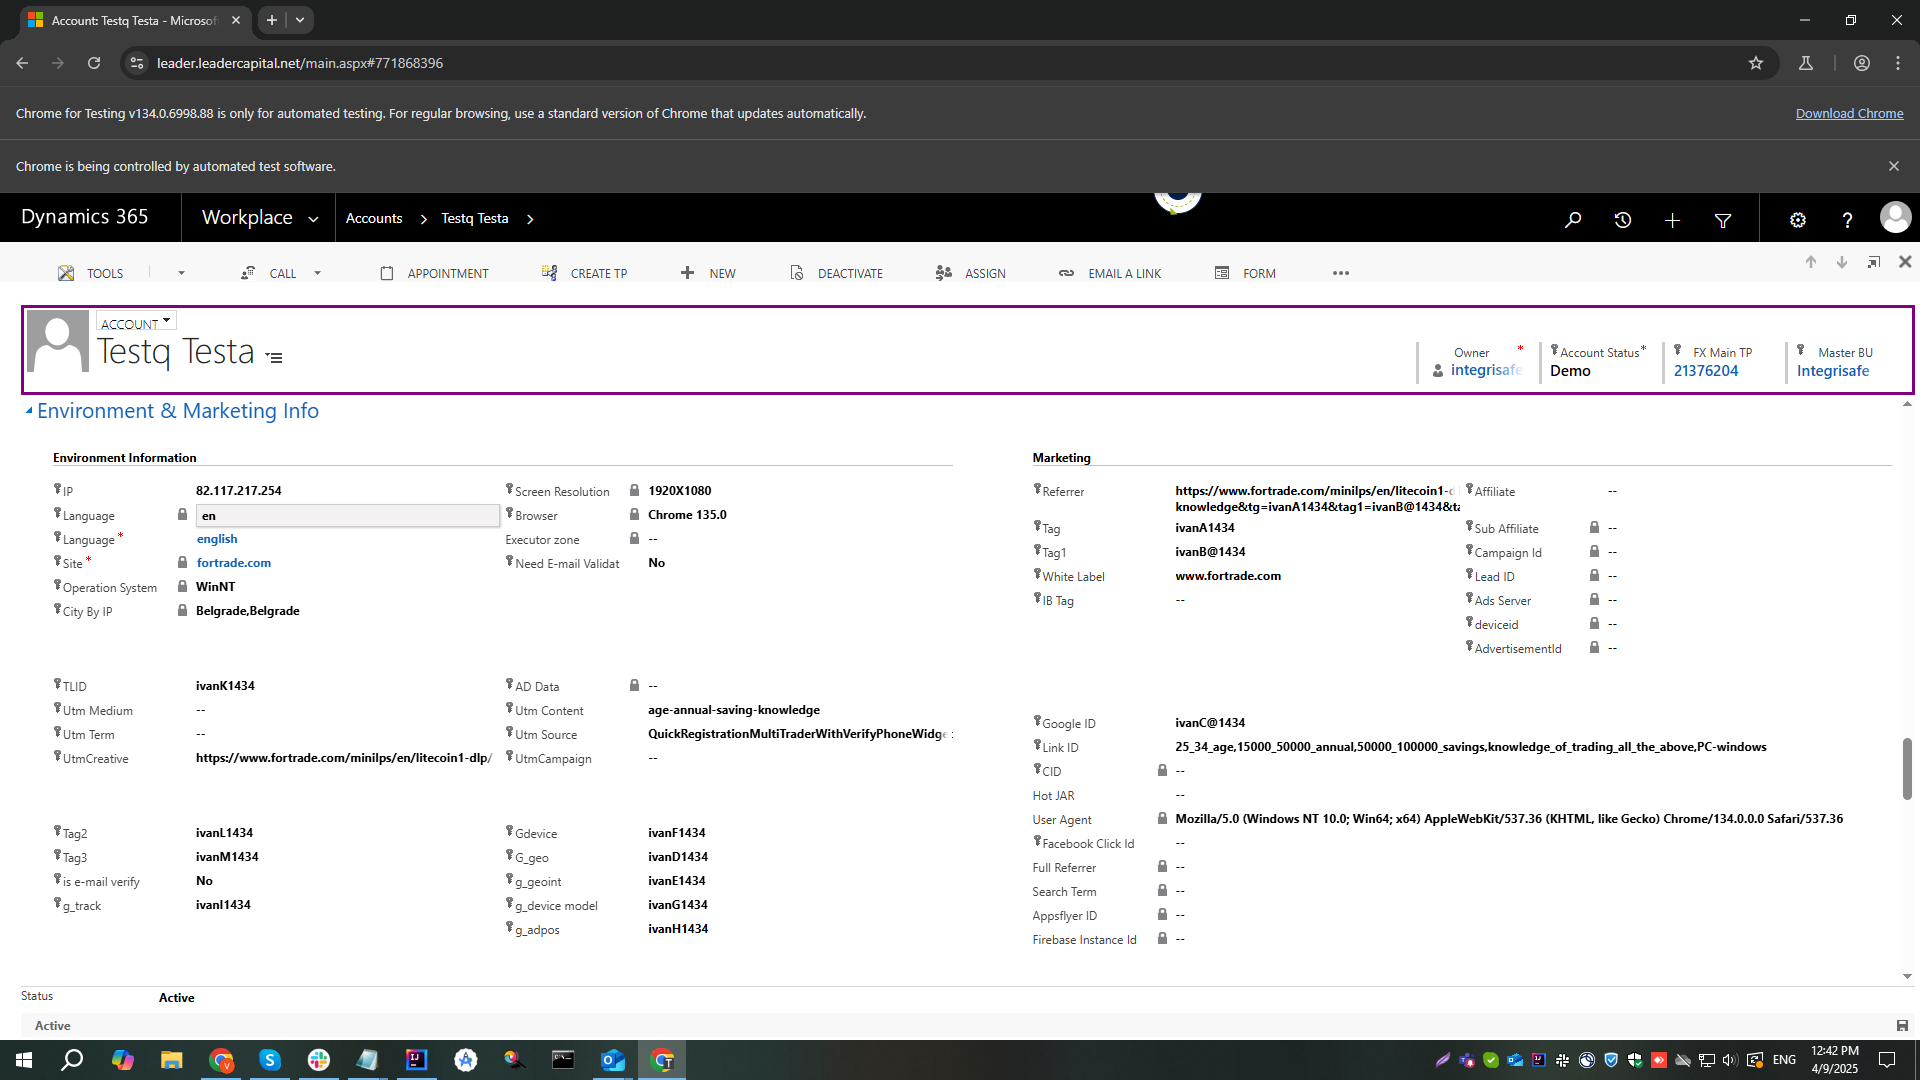 Account: Testq Testa - Microsof
leader.leadercapital.net/main.aspx#771868396
Chrome for Testing v134.0.6998.88 is only for automated testing. For regular browsing, use a standard version of Chrome that updates automatically.
Download Chrome
Chrome is being controlled by automated test software.
Dynamics 365
Workplace
Accounts
Testq Testa
TOOLS
CALL
APPOINTMENT
CREATE TP
NEW
DEACTIVATE
ASSIGN
EMAIL A LINK
FORM
ACCOUNT
Testq Testa
Owner *
integrisafe
Account Status *
Demo
FX Main TP
21376204
Master BU
Integrisafe
Environment & Marketing Info
Environment Information
IP 82.117.217.254
Language en
Language * english
Site * fortrade.com
Operation System WinNT
City By IP Belgrade,Belgrade
Screen Resolution 1920X1080
Browser Chrome 135.0
Executor zone --
Need E-mail Validat No
TLID ivanK1434
Utm Medium --
Utm Term --
UtmCreative https://www.fortrade.com/minilps/en/litecoin1-dlp/
AD Data --
Utm Content age-annual-saving-knowledge
Utm Source QuickRegistrationMultiTraderWithVerifyPhoneWidge
UtmCampaign --
Tag2 ivanL1434
Tag3 ivanM1434
is e-mail verify No
g_track ivanI1434
Gdevice ivanF1434
G_geo ivanD1434
g_geoint ivanE1434
g_device model ivanG1434
g_adpos ivanH1434
Marketing
Referrer https://www.fortrade.com/minilps/en/litecoin1-d
knowledge&tg=ivanA1434&tag1=ivanB@1434&ta
Tag ivanA1434
Tag1 ivanB@1434
White Label www.fortrade.com
IB Tag --
Affiliate --
Sub Affiliate --
Campaign Id --
Lead ID --
Ads Server --
deviceid --
AdvertisementId --
Google ID ivanC@1434
Link ID 25_34_age,15000_50000_annual,50000_100000_savings,knowledge_of_trading_all_the_above,PC-windows
CID --
Hot JAR --
User Agent Mozilla/5.0 (Windows NT 10.0; Win64; x64) AppleWebKit/537.36 (KHTML, like Gecko) Chrome/134.0.0.0 Safari/537.36
Facebook Click Id --
Full Referrer --
Search Term --
Appsflyer ID --
Firebase Instance Id --
Status Active
Active
ENG
12:42 PM
4/9/2025